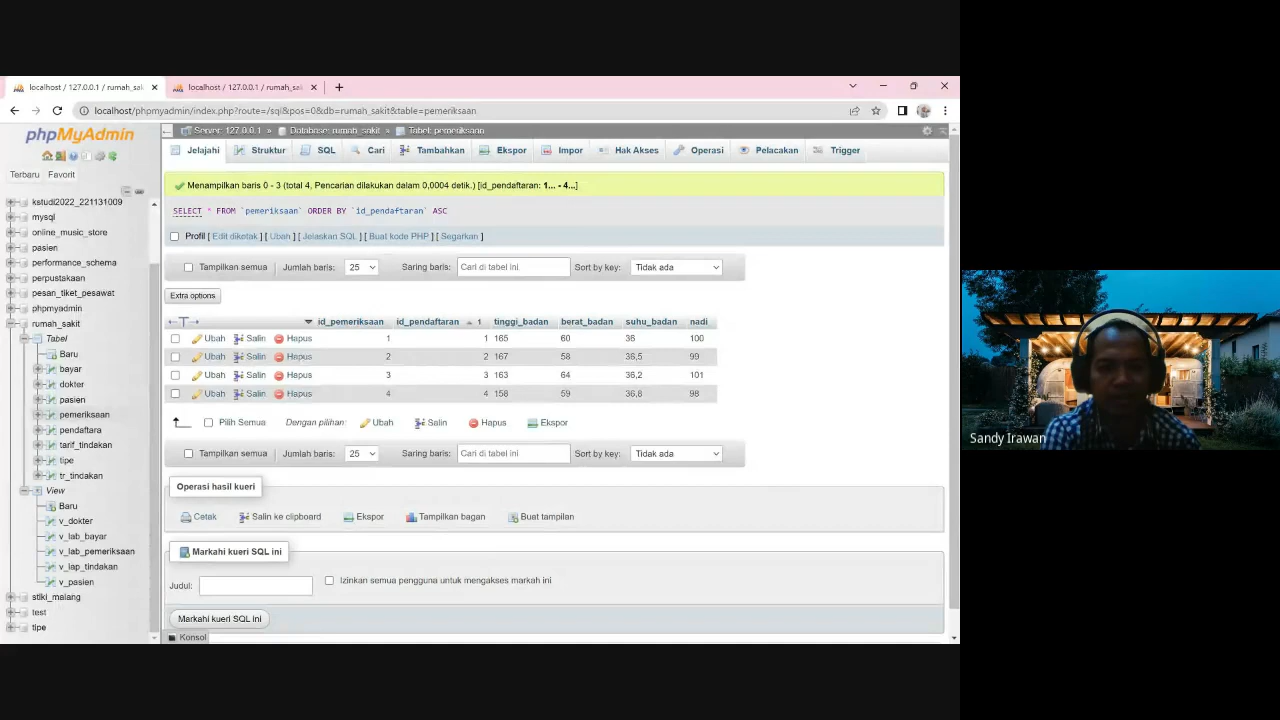 localhost / 127.0.0.1 / rumah_sak
localhost / 127.0.0.1 / rumah_sal
localhost/phpmyadmin/index.php?route=/sql&pos=0&db=rumah_sakit&table=pemeriksaan
phpMyAdmin
Terbaru Favorit
kstudi2022_221131009
mysql
online_music_store
pasien
performance_schema
perpustakaan
pesan_tiket_pesawat
phpmyadmin
rumah_sakit
Tabel
Baru
bayar
dokter
pasien
pemeriksaan
pendaftara
tarif_tindakan
tipe
tr_tindakan
View
Baru
v_dokter
v_lab_bayar
v_lab_pemeriksaan
v_lap_tindakan
v_pasien
stiki_malang
test
tipe
Server: 127.0.0.1 » Database: rumah_sakit » Tabel: pemeriksaan
Jelajahi Struktur SQL Cari Tambahkan Ekspor Impor Hak Akses Operasi Pelacakan Trigger
Menampilkan baris 0 - 3 (total 4, Pencarian dilakukan dalam 0,0004 detik.) [id_pendaftaran: 1... - 4...]
SELECT * FROM `pemeriksaan` ORDER BY `id_pendaftaran` ASC
Profil [ Edit dikotak ] [ Ubah ] [ Jelaskan SQL ] [ Buat kode PHP ] [ Segarkan ]
Tampilkan semua Jumlah baris: 25 Saring baris: Cari di tabel ini Sort by key: Tidak ada
Extra options
id_pemeriksaan id_pendaftaran 1 tinggi_badan berat_badan suhu_badan nadi
Ubah Salin Hapus 1 1 165 60 36 100
Ubah Salin Hapus 2 2 167 58 36,5 99
Ubah Salin Hapus 3 3 163 64 36,2 101
Ubah Salin Hapus 4 4 158 59 36,8 98
Pilih Semua Dengan pilihan: Ubah Salin Hapus Ekspor
Tampilkan semua Jumlah baris: 25 Saring baris: Cari di tabel ini Sort by key: Tidak ada
Operasi hasil kueri
Cetak Salin ke clipboard Ekspor Tampilkan bagan Buat tampilan
Markahi kueri SQL ini
Judul: Izinkan semua pengguna untuk mengakses markah ini
Markahi kueri SQL ini
Konsol
Sandy Irawan